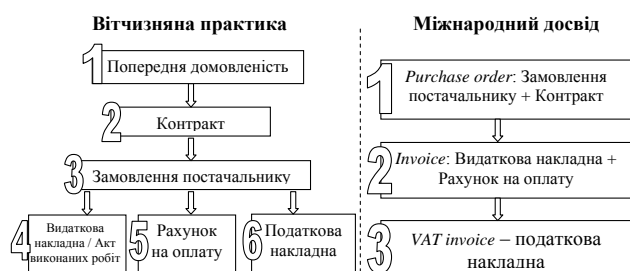 Вітчизняна практика
1 Попередня домовленість
2 Контракт
3 Замовлення постачальнику
4 Видаткова
накладна / Акт
виконаних робіт
5 Рахунок
на оплату
6 Податкова
накладна
Міжнародний досвід
1 Purchase order: Замовлення
постачальнику + Контракт
2 Invoice: Видаткова накладна +
Рахунок на оплату
3 VAT invoice – податкова
накладна